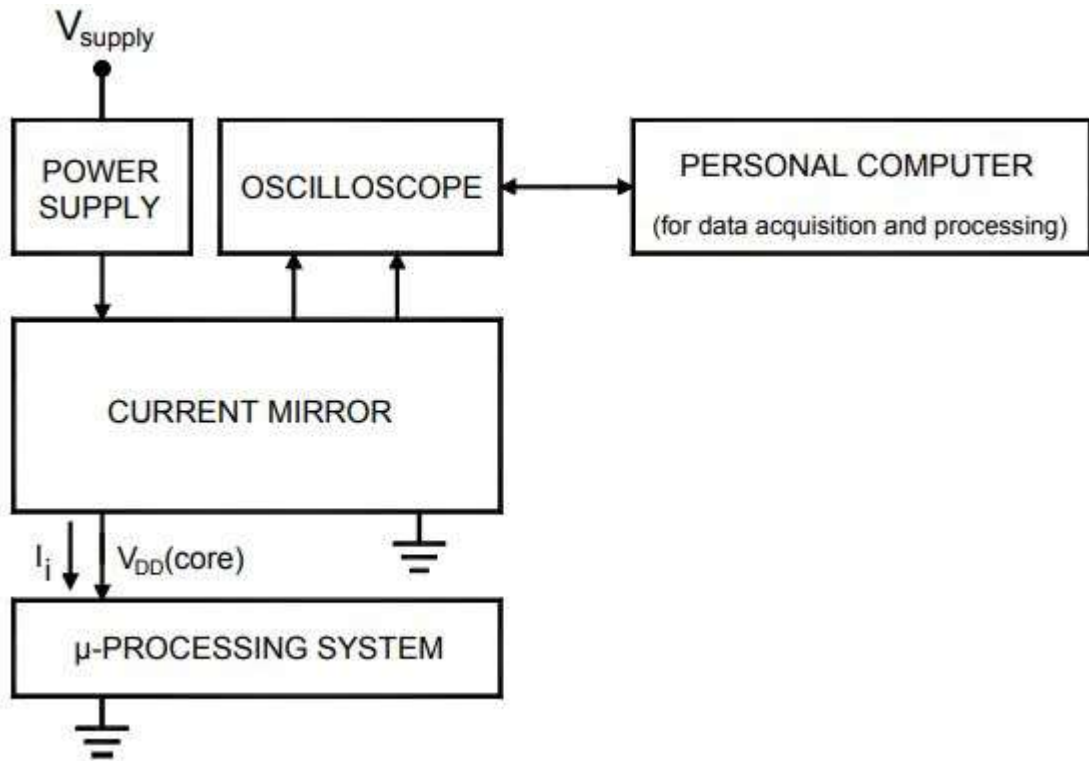 Vsupply
POWER
SUPPLY
OSCILLOSCOPE
PERSONAL COMPUTER
(for data acquisition and processing)
CURRENT MIRROR
Ii
VDD(core)
µ-PROCESSING SYSTEM